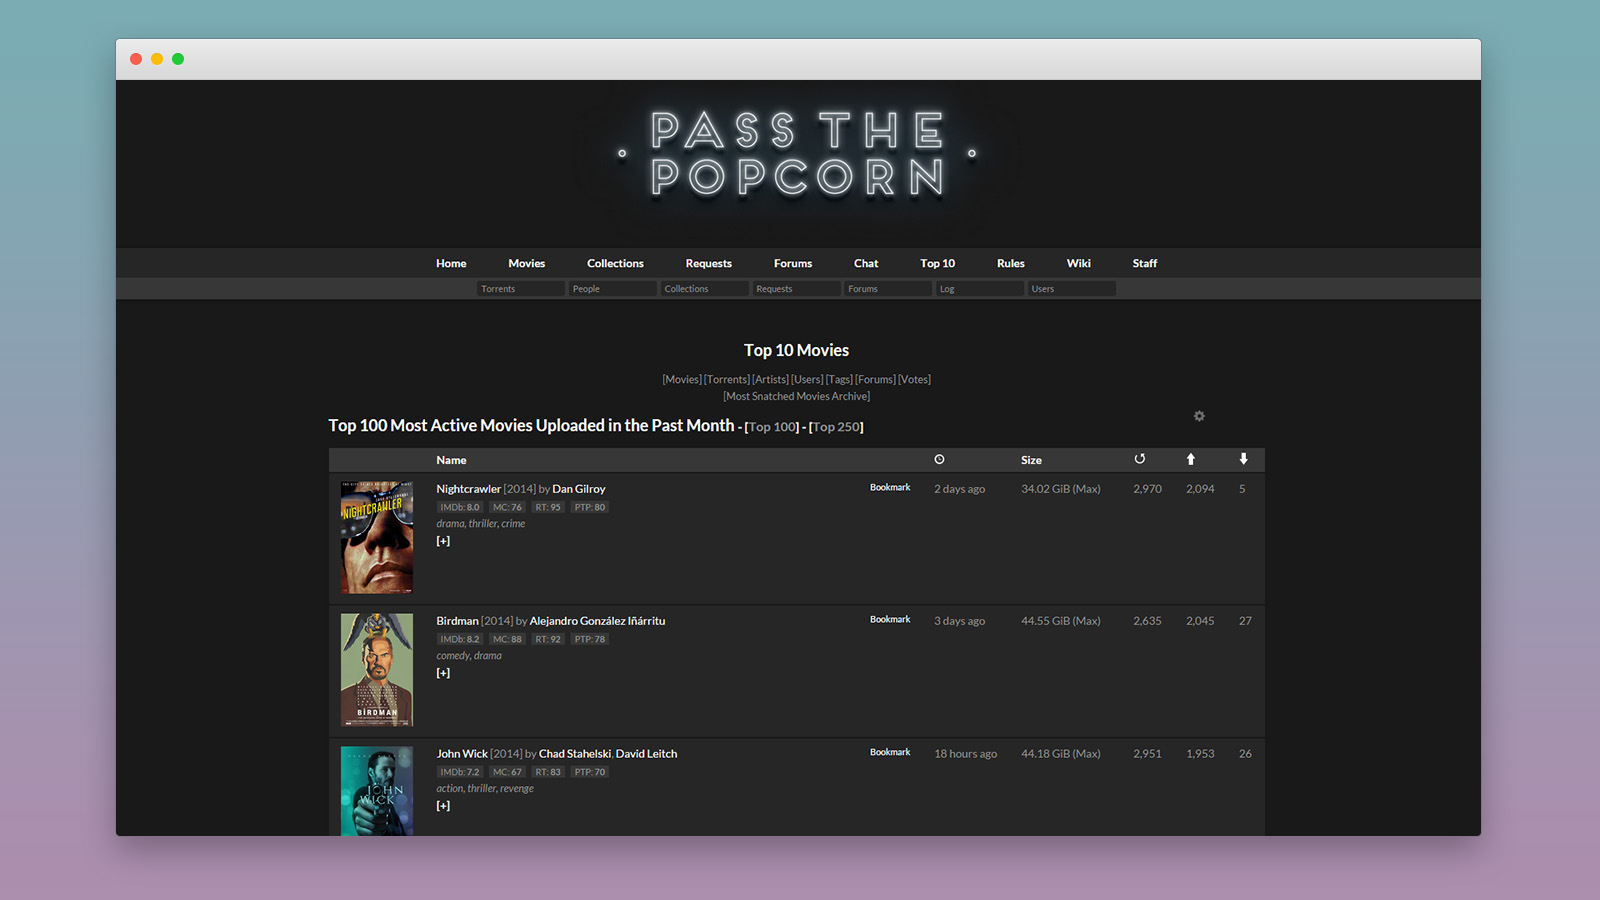 PASS THE
POPCORN
Home Movies Collections Requests Forums Chat Top 10 Rules Wiki Staff
Torrents People Collections Requests Forums Log Users
Top 10 Movies
[Movies] [Torrents] [Artists] [Users] [Tags] [Forums] [Votes]
[Most Snatched Movies Archive]
Top 100 Most Active Movies Uploaded in the Past Month - [Top 100] - [Top 250]
Name Size
NIGHTCRAWLER
Nightcrawler [2014] by Dan Gilroy Bookmark 2 days ago 34.02 GiB (Max) 2,970 2,094 5
IMDb: 8.0 MC: 76 RT: 95 PTP: 80
drama, thriller, crime
[+]
Birdman [2014] by Alejandro González Iñárritu Bookmark 3 days ago 44.55 GiB (Max) 2,635 2,045 27
IMDb: 8.2 MC: 88 RT: 92 PTP: 78
comedy, drama
[+]
BIRDMAN
John Wick [2014] by Chad Stahelski, David Leitch Bookmark 18 hours ago 44.18 GiB (Max) 2,951 1,953 26
IMDb: 7.2 MC: 67 RT: 83 PTP: 70
action, thriller, revenge
[+]
JOHN
WICK